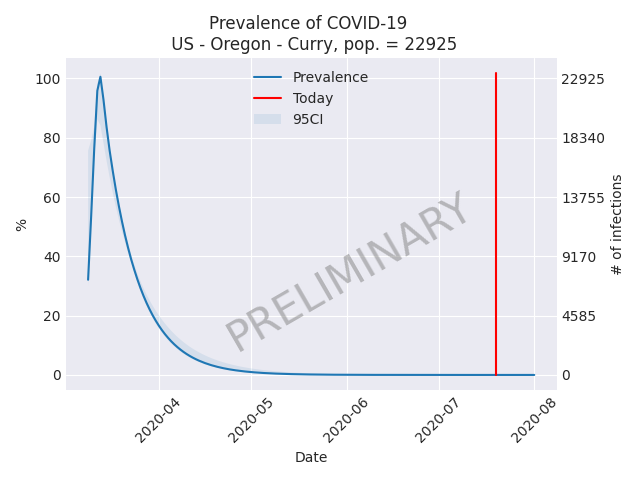 Prevalence of COVID-19
US - Oregon - Curry, pop. = 22925
Prevalence
Today
95CI
100
80
60
40
20
0
%
22925
18340
13755
9170
4585
0
# of infections
PRELIMINARY
2020-04
2020-05
2020-06
2020-07
2020-08
Date